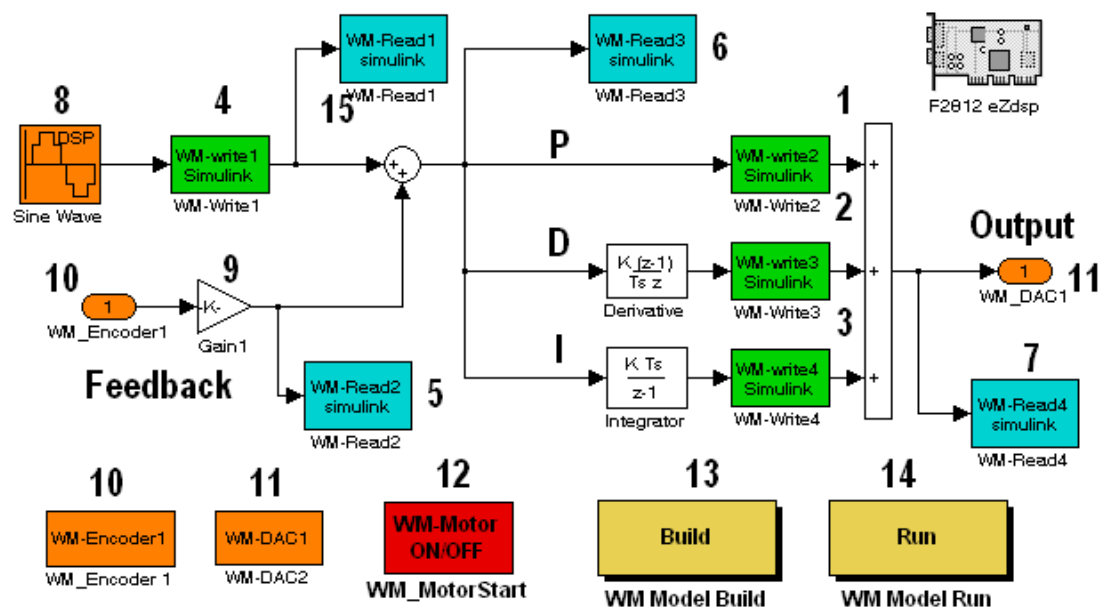 WM-Read1
simulink
WM-Read1
WM-Read3
simulink
WM-Read3
6
F2812 eZdsp
8
DSP
Sine Wave
4
WM-write1
Simulink
WM-Write1
15
+
+
P
1
WM-write2
Simulink
WM-Write2
+
2
D
K (z-1)
Ts z
Derivative
WM-write3
Simulink
WM-Write3
+
3
I
K Ts
z-1
Integrator
WM-write4
Simulink
WM-Write4
+
Output
1
WM_DAC1
11
7
WM-Read4
simulink
WM-Read4
10
1
WM_Encoder1
9
-K-
Gain1
Feedback
WM-Read2
simulink
WM-Read2
5
10
WM-Encoder1
WM_Encoder 1
11
WM-DAC1
WM-DAC2
12
WM-Motor
ON/OFF
WM_MotorStart
13
Build
WM Model Build
14
Run
WM Model Run